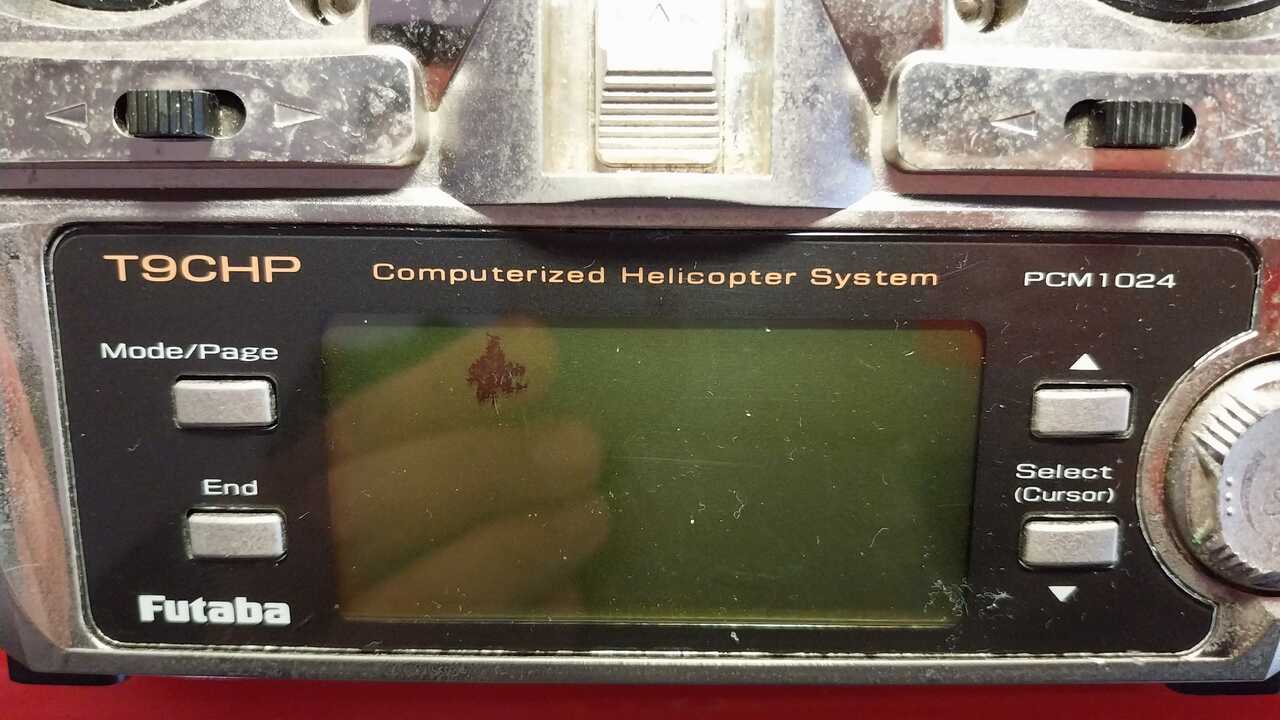 T9CHP
Computerized Helicopter System
PCM1024
Mode/Page
End
Select
(Cursor)
Futaba